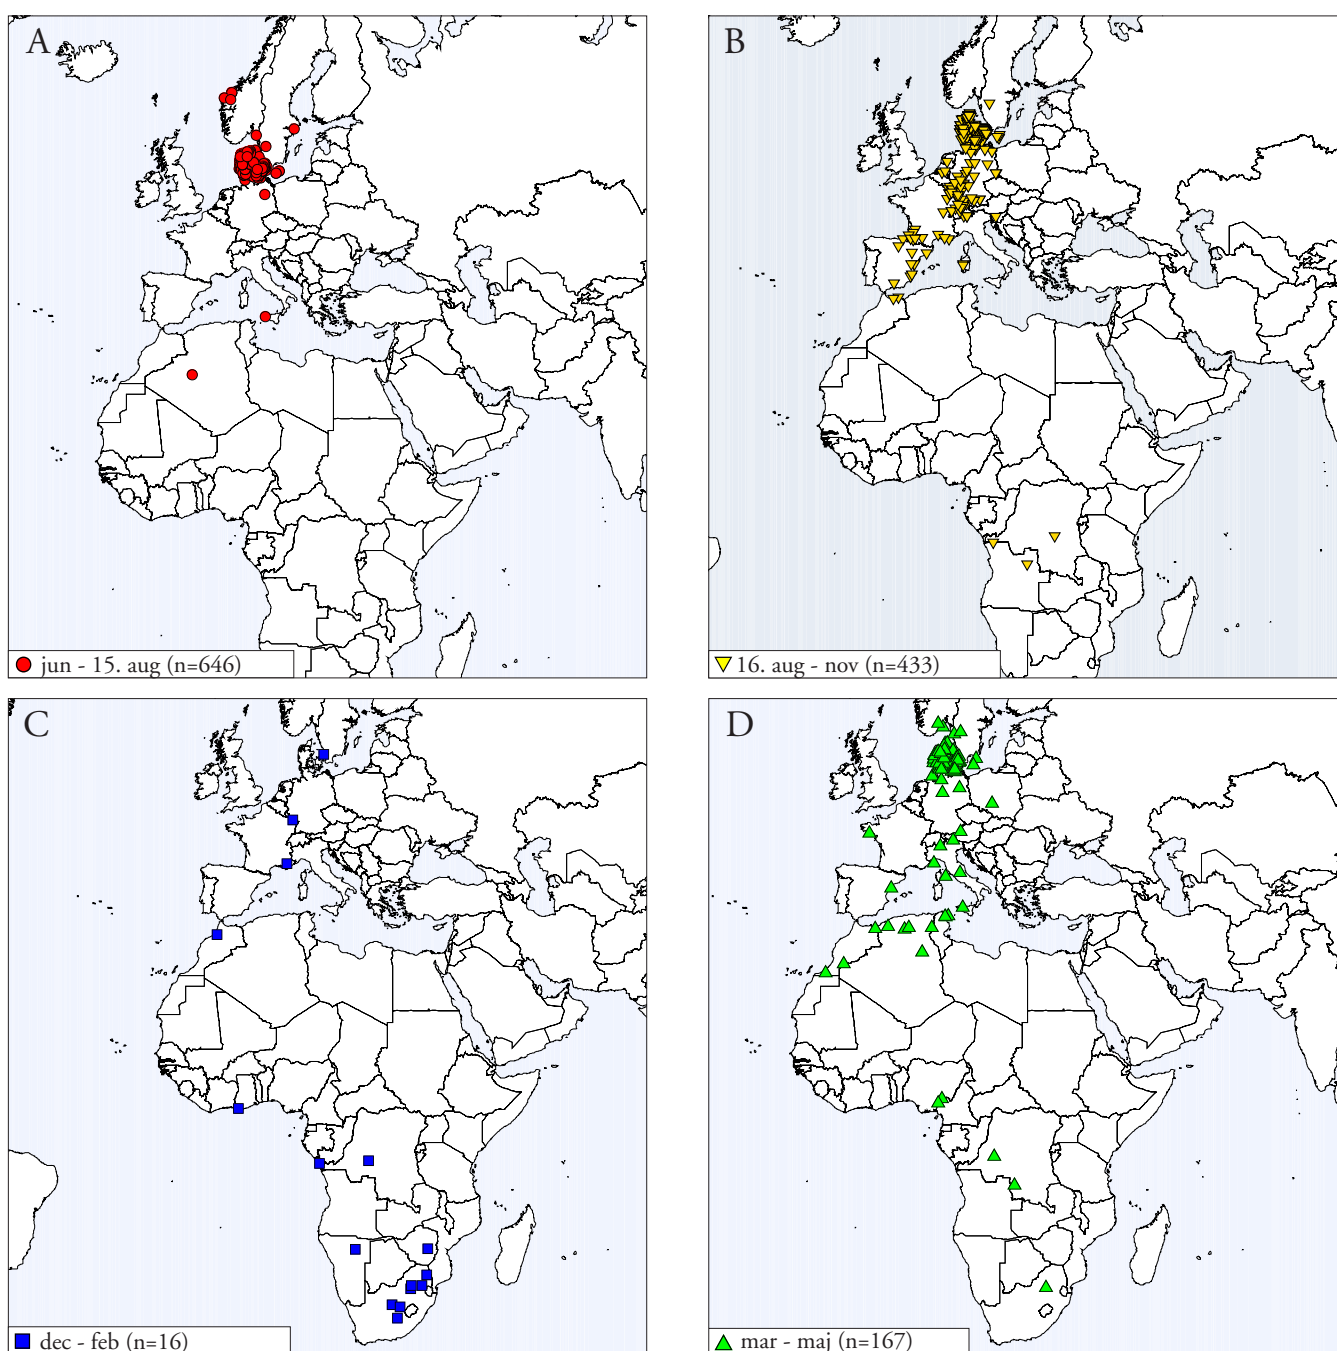 A
jun - 15. aug (n=646)
B
16. aug - nov (n=433)
C
dec - feb (n=16)
D
mar - maj (n=167)